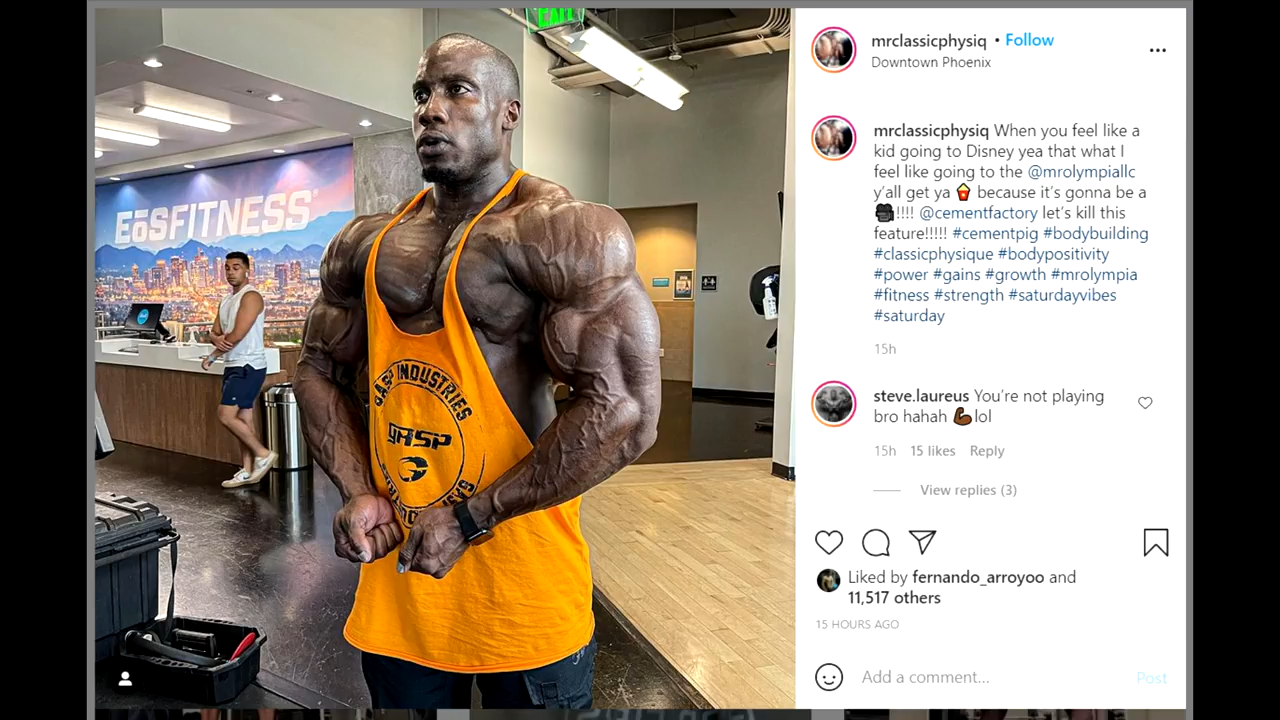 EXIT
EōSFITNESS
GASP INDUSTRIES
GASP
mrclassicphysiq • Follow
Downtown Phoenix
mrclassicphysiq When you feel like a
kid going to Disney yea that what I
feel like going to the @mrolympiallc
y'all get ya 🍿 because it's gonna be a
🎥!!!! @cementfactory let's kill this
feature!!!!! #cementpig #bodybuilding
#classicphysique #bodypositivity
#power #gains #growth #mrolympia
#fitness #strength #saturdayvibes
#saturday
15h
steve.laureus You're not playing
bro hahah 💪🏿lol
15h 15 likes Reply
View replies (3)
Liked by fernando_arroyoo and
11,517 others
15 HOURS AGO
Add a comment...
Post